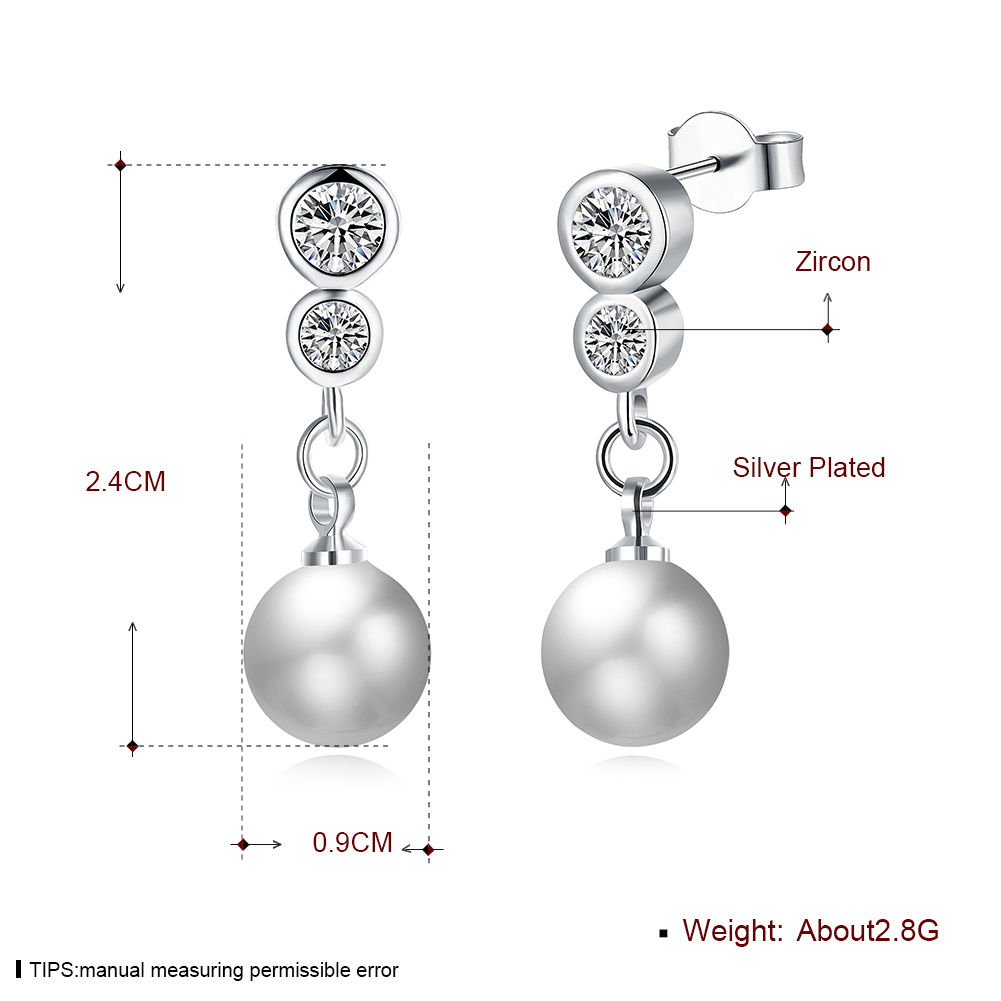 Zircon
Silver Plated
2.4CM
0.9CM
Weight: About2.8G
TIPS:manual measuring permissible error